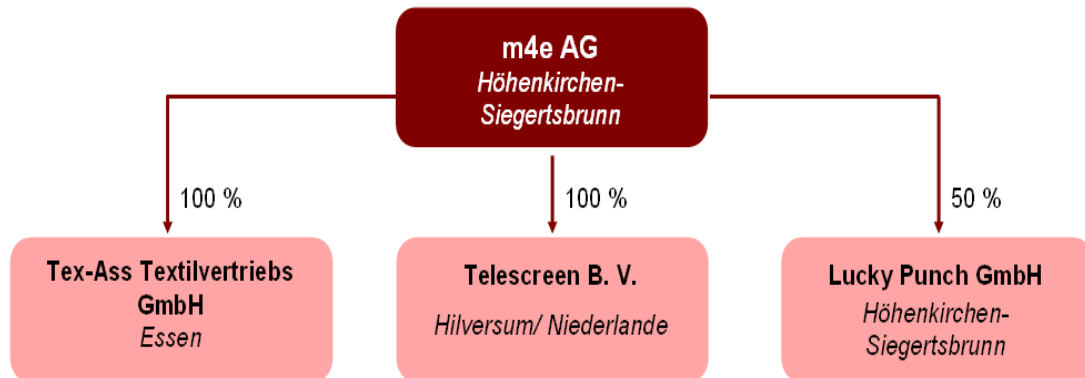 m4e AG
Höhenkirchen-
Siegertsbrunn
100 %
100 %
50 %
Tex-Ass Textilvertriebs
GmbH
Essen
Telescreen B. V.
Hilversum/ Niederlande
Lucky Punch GmbH
Höhenkirchen-
Siegertsbrunn